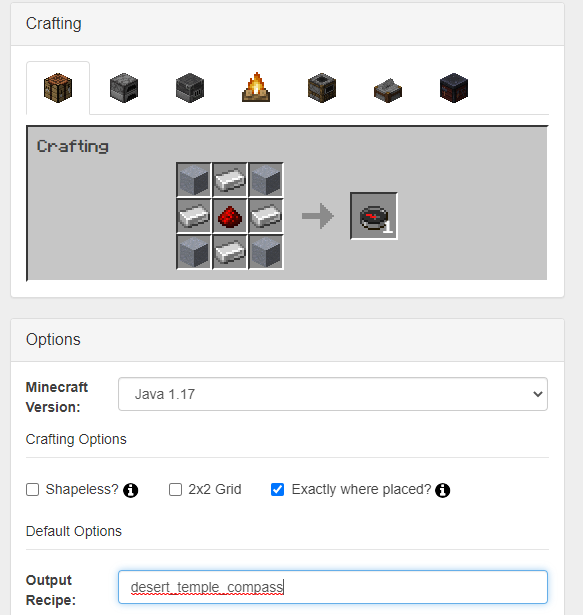 Crafting
Crafting
1
Options
Minecraft Version:
Java 1.17
Crafting Options
Shapeless? i 2x2 Grid Exactly where placed? i
Default Options
Output Recipe:
desert_temple_compass